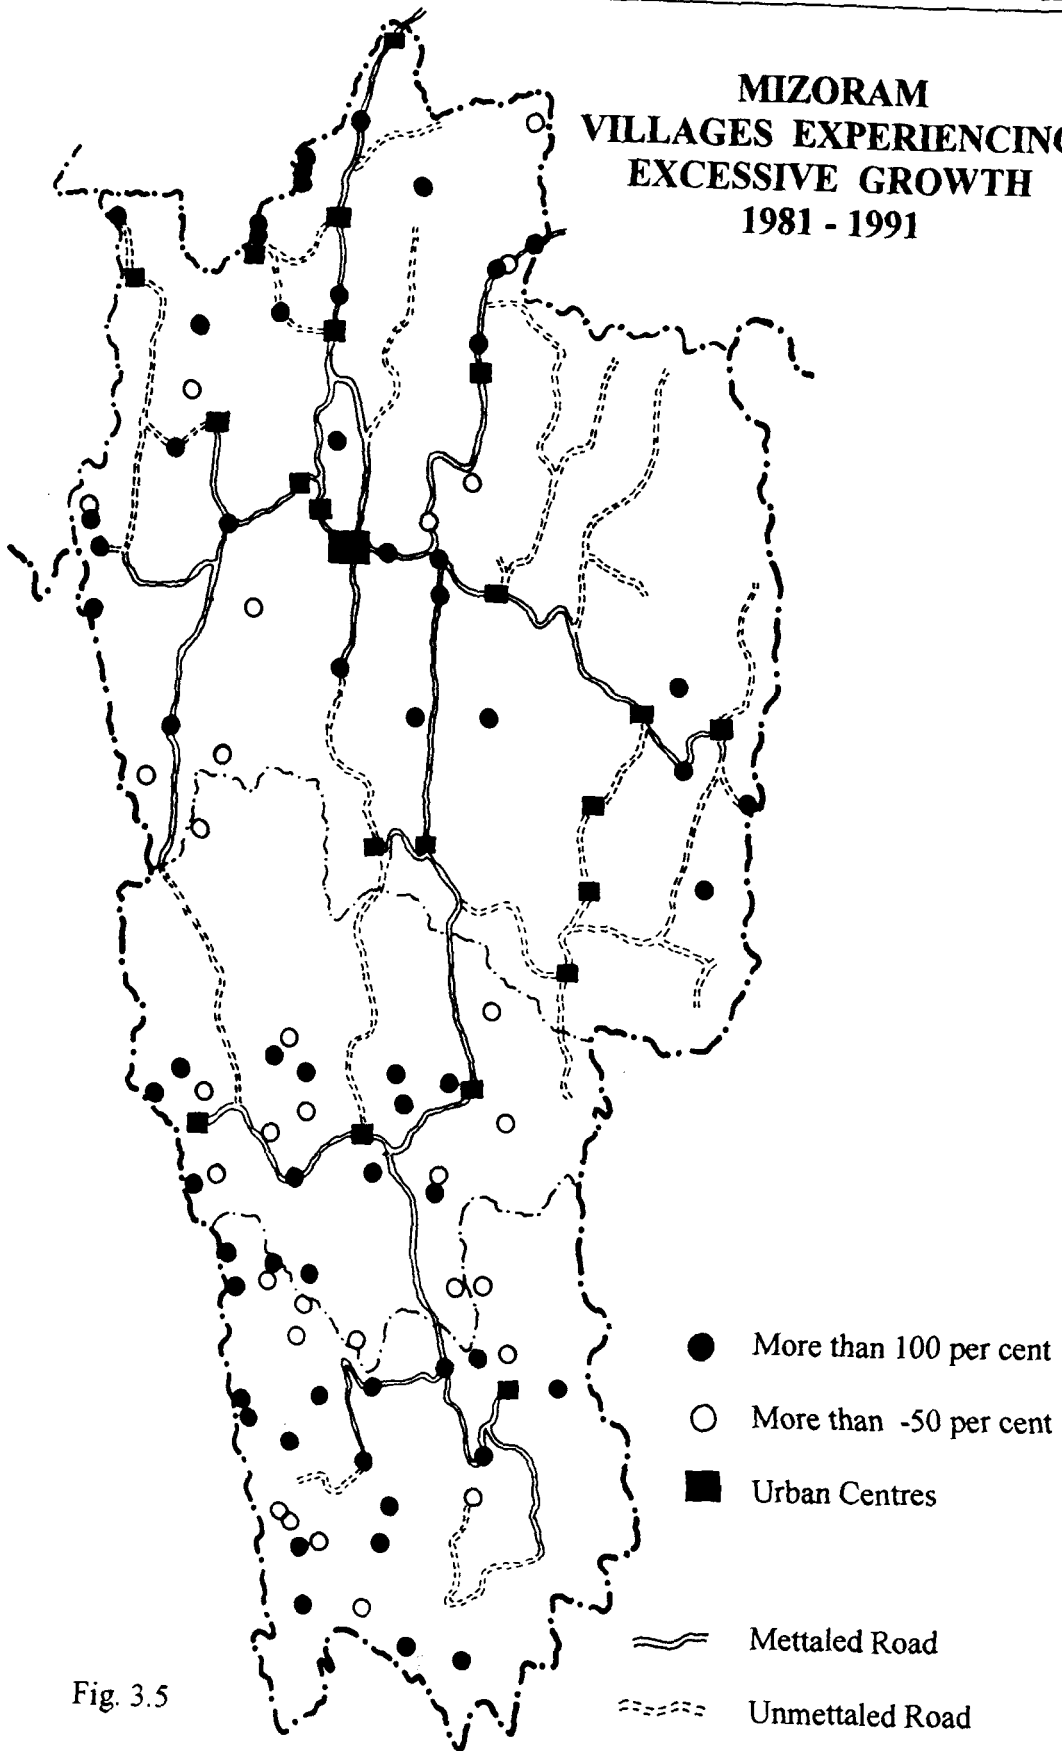 MIZORAM
VILLAGES EXPERIENCING
EXCESSIVE GROWTH
1981 - 1991
More than 100 per cent
More than -50 per cent
Urban Centres
Mettaled Road
Unmettaled Road
Fig. 3.5